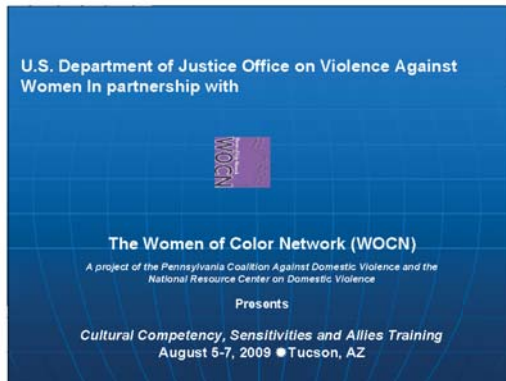 U.S. Department of Justice Office on Violence Against
Women In partnership with
WOCN
The Women of Color Network (WOCN)
A project of the Pennsylvania Coalition Against Domestic Violence and the
National Resource Center on Domestic Violence
Presents
Cultural Competency, Sensitivities and Allies Training
August 5-7, 2009 ● Tucson, AZ